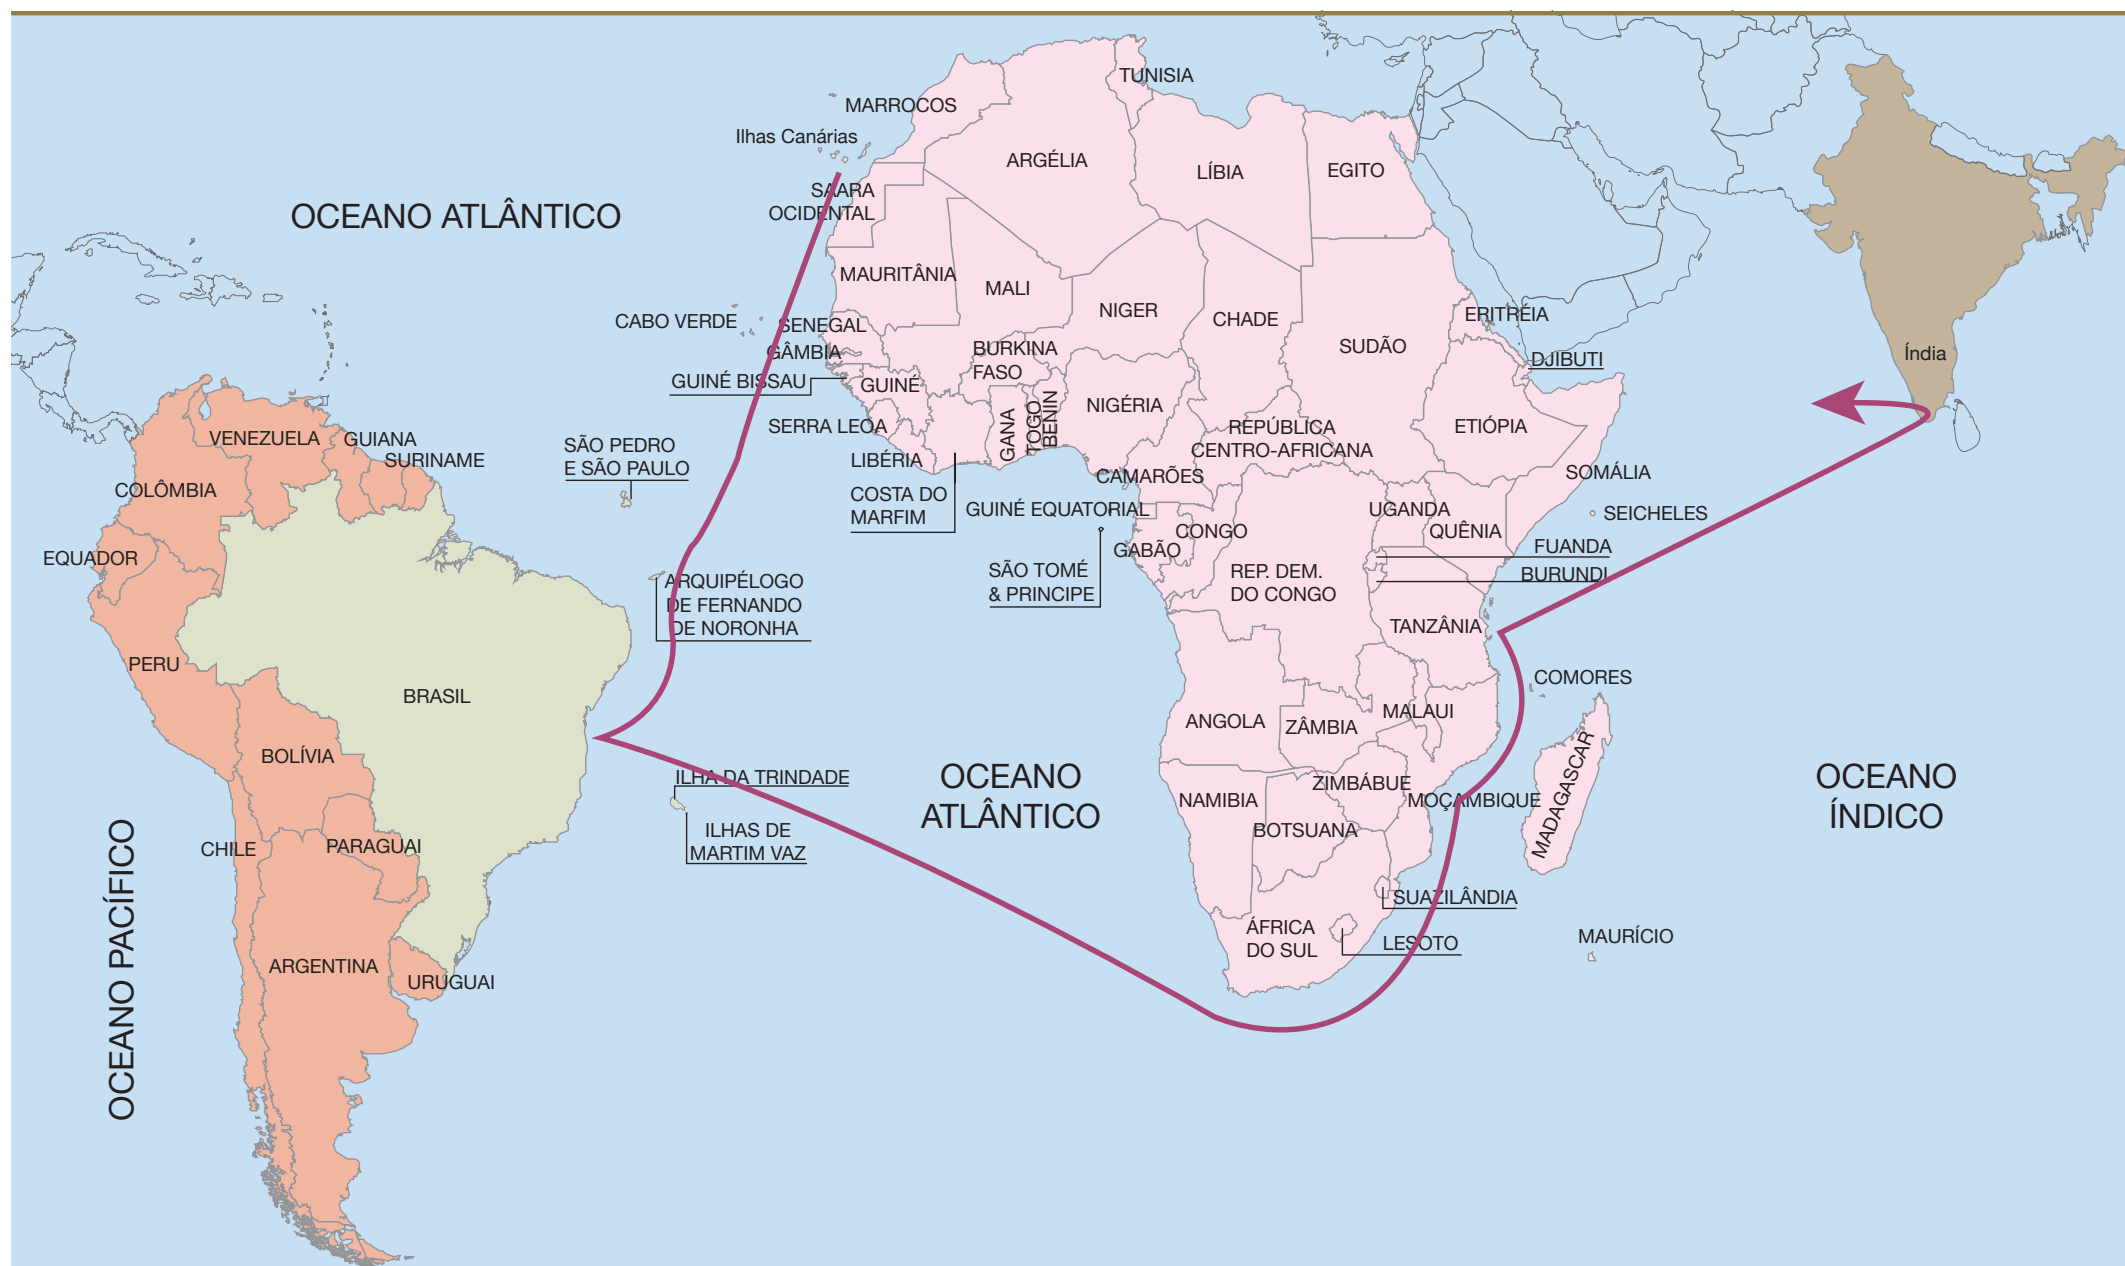 TUNISIA
MARROCOS
Ilhas Canárias
ARGÉLIA
LÍBIA
EGITO
SAARA
OCIDENTAL
OCEANO ATLÂNTICO
MAURITÂNIA
MALI
NIGER
CHADE
ERITRÉIA
CABO VERDE
SENEGAL
SUDÃO
GÂMBIA
BURKINA
FASO
DJIBUTI
Índia
GUINÉ BISSAU
GUINÉ
NIGÉRIA
GANA
TOGO
BENIN
ETIÓPIA
SERRA LEOA
REPÚBLICA
CENTRO-AFRICANA
VENEZUELA
GUIANA
SURINAME
SÃO PEDRO
E SÃO PAULO
LIBÉRIA
CAMARÕES
SOMÁLIA
COLÔMBIA
COSTA DO
MARFIM
GUINÉ EQUATORIAL
UGANDA
SEICHELES
CONGO
QUÊNIA
GABÃO
FUANDA
EQUADOR
SÃO TOMÉ
& PRINCIPE
REP. DEM.
DO CONGO
BURUNDI
ARQUIPÉLOGO
DE FERNANDO
DE NORONHA
TANZÂNIA
PERU
COMORES
BRASIL
ANGOLA
ZÂMBIA
MALAUI
BOLÍVIA
ILHA DA TRINDADE
OCEANO
ATLÂNTICO
ZIMBÁBUE
OCEANO
ÍNDICO
NAMIBIA
MOÇAMBIQUE
MADAGASCAR
ILHAS DE
MARTIM VAZ
BOTSUANA
CHILE
PARAGUAI
SUAZILÂNDIA
ÁFRICA
DO SUL
LESOTO
MAURÍCIO
OCEANO PACÍFICO
ARGENTINA
URUGUAI